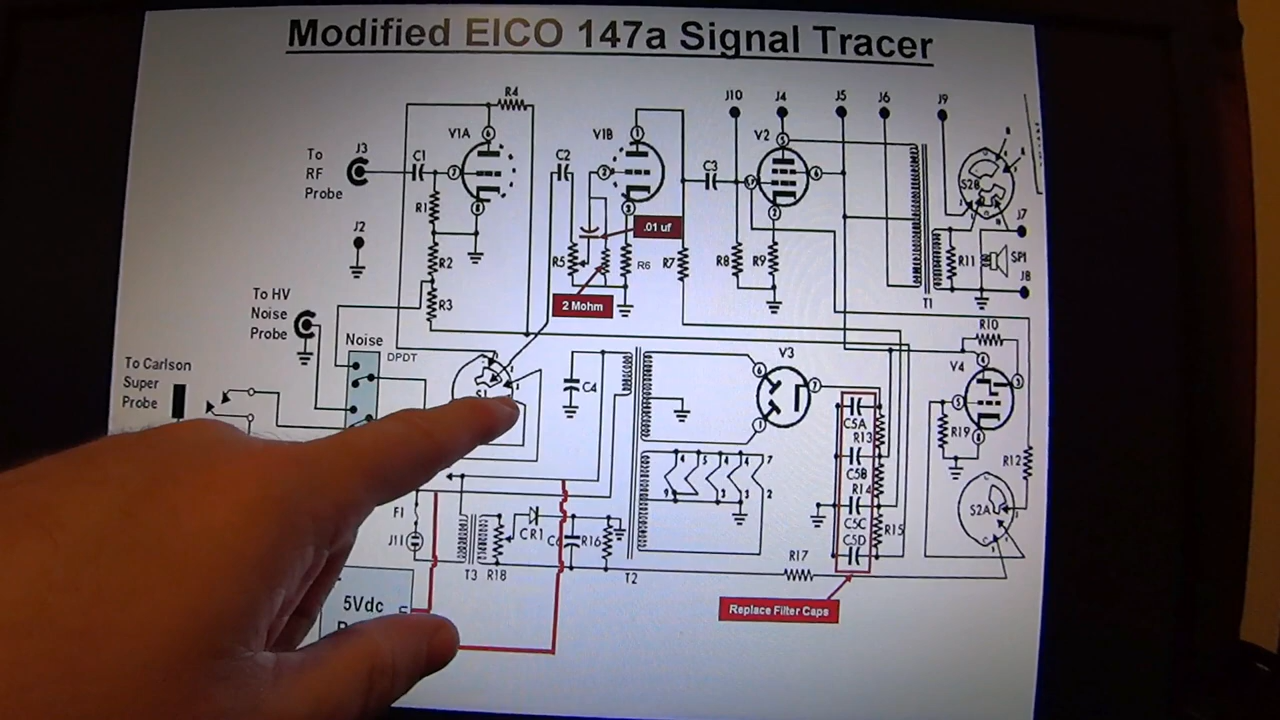 Modified EICO 147a Signal Tracer
R4
J10
J4
J5
J6
J9
V1A
V1B
V2
To
RF
Probe
J3
C1
C2
C3
S2B
R1
J2
.01 uf
J7
R2
R5
R6
R7
R8
R9
R11
SP1
J8
2 Mohm
T1
R3
To HV
Noise
Probe
Noise
DPDT
R10
V3
V4
To Carlson
Super
Probe
S1
C4
C5A
R13
R19
C5B
R12
R14
S2A
C5C
R15
C5D
F1
J11
CR1
R16
T3
R18
T2
R17
5Vdc
Replace Filter Caps